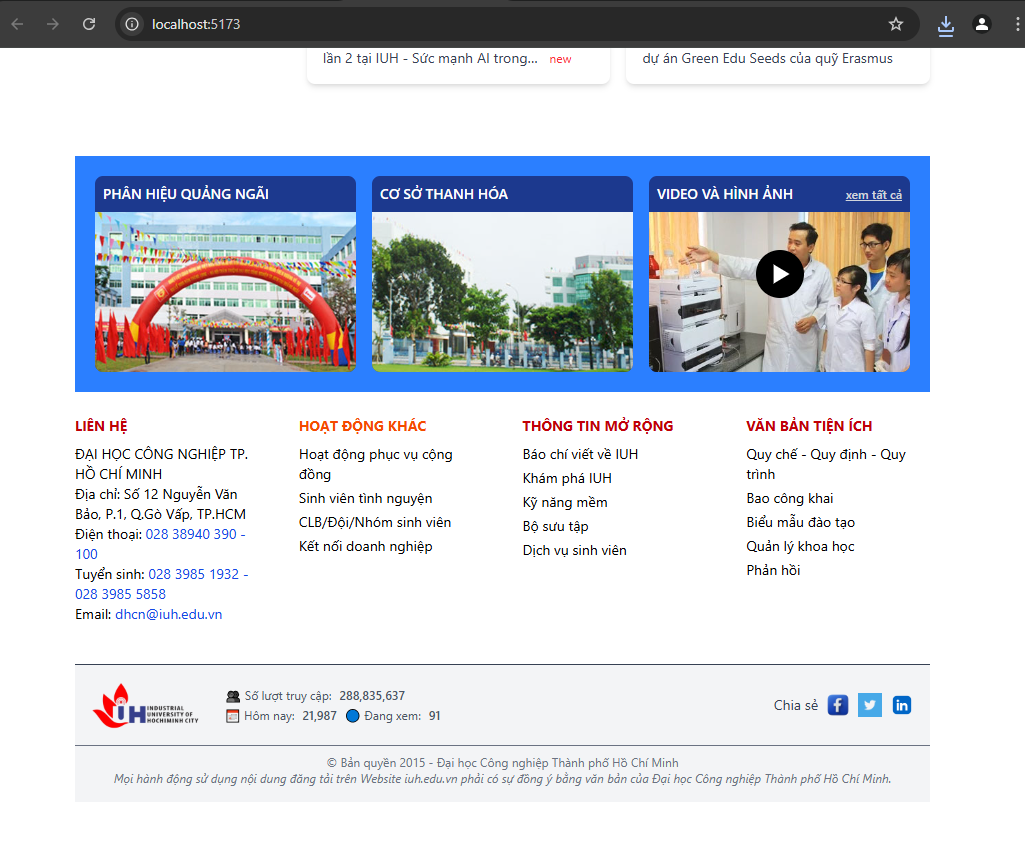 localhost:5173
lần 2 tại IUH - Sức mạnh AI trong... new
dự án Green Edu Seeds của quỹ Erasmus
PHÂN HIỆU QUẢNG NGÃI
CƠ SỞ THANH HÓA
VIDEO VÀ HÌNH ẢNH
xem tất cả
LIÊN HỆ
ĐẠI HỌC CÔNG NGHIỆP TP.
HỒ CHÍ MINH
Địa chỉ: Số 12 Nguyễn Văn
Bảo, P.1, Q.Gò Vấp, TP.HCM
Điện thoại: 028 38940 390 -
100
Tuyển sinh: 028 3985 1932 -
028 3985 5858
Email: dhcn@iuh.edu.vn
HOẠT ĐỘNG KHÁC
Hoạt động phục vụ cộng
đồng
Sinh viên tình nguyện
CLB/Đội/Nhóm sinh viên
Kết nối doanh nghiệp
THÔNG TIN MỞ RỘNG
Báo chí viết về IUH
Khám phá IUH
Kỹ năng mềm
Bộ sưu tập
Dịch vụ sinh viên
VĂN BẢN TIỆN ÍCH
Quy chế - Quy định - Quy
trình
Bao công khai
Biểu mẫu đào tạo
Quản lý khoa học
Phản hồi
IUH
INDUSTRIAL
UNIVERSITY OF
HOCHIMINH CITY
Số lượt truy cập: 288,835,637
Hôm nay: 21,987 Đang xem: 91
Chia sẻ
© Bản quyền 2015 - Đại học Công nghiệp Thành phố Hồ Chí Minh
Mọi hành động sử dụng nội dung đăng tải trên Website iuh.edu.vn phải có sự đồng ý bằng văn bản của Đại học Công nghiệp Thành phố Hồ Chí Minh.